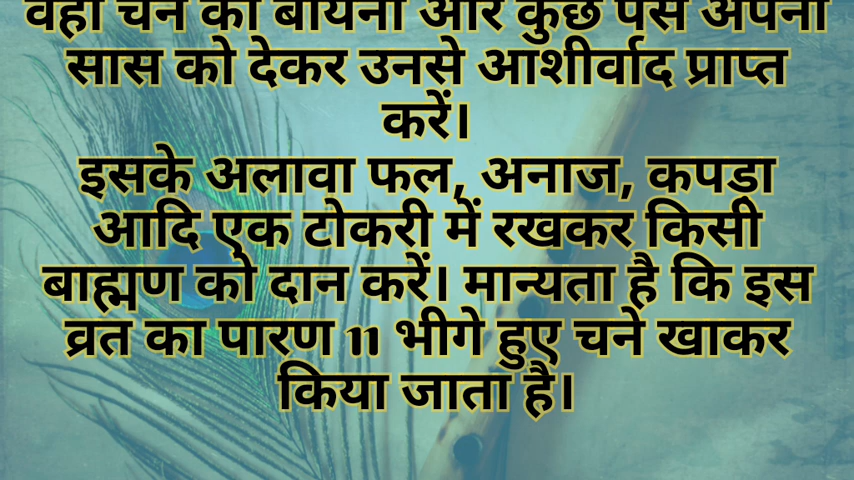 वहीं चने का बायना और कुछ पैसे अपनी
सास को देकर उनसे आशीर्वाद प्राप्त
करें।
इसके अलावा फल, अनाज, कपड़ा
आदि एक टोकरी में रखकर किसी
बाह्मण को दान करें। मान्यता है कि इस
व्रत का पारण 11 भीगे हुए चने खाकर
किया जाता है।